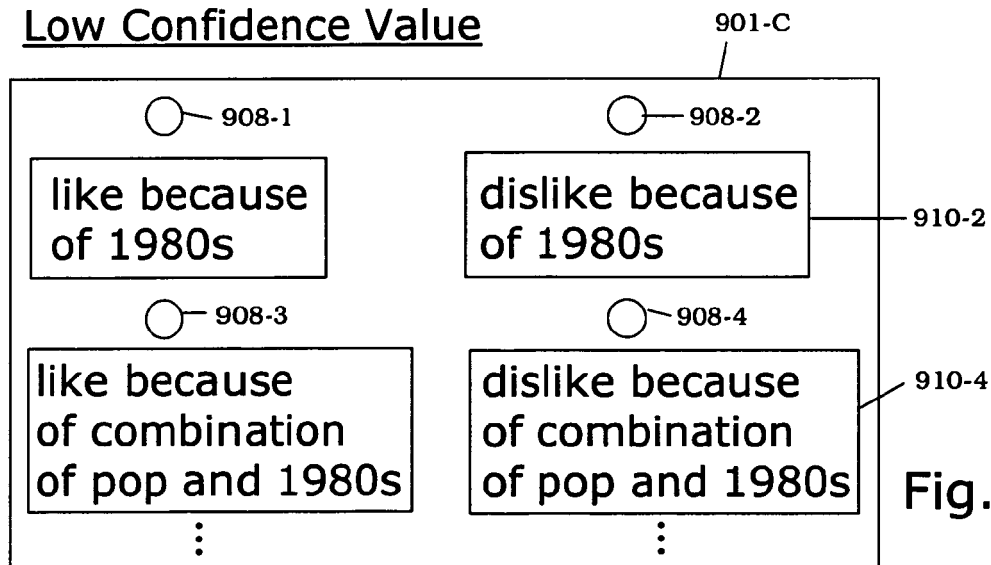 Low Confidence Value
901-C
908-1
908-2
like because
of 1980s
dislike because
of 1980s
910-2
908-3
908-4
like because
of combination
of pop and 1980s
dislike because
of combination
of pop and 1980s
910-4
Fig.